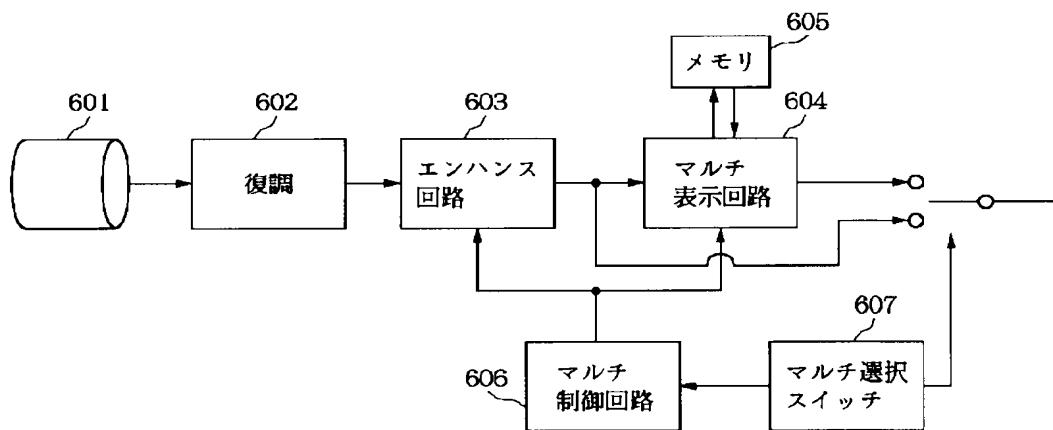 605
メモリ
601
602
603
604
復調
エンハンス
回路
マルチ
表示回路
607
606
マルチ
制御回路
マルチ選択
スイッチ